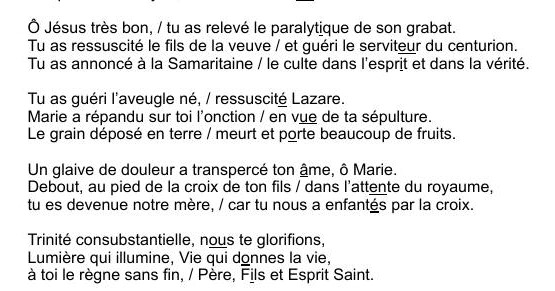 Ô Jésus très bon, / tu as relevé le paralytique de son grabat.
Tu as ressuscité le fils de la veuve / et guéri le serviteur du centurion.
Tu as annoncé à la Samaritaine / le culte dans l'esprit et dans la vérité.
Tu as guéri l'aveugle né, / ressuscité Lazare.
Marie a répandu sur toi l'onction / en vue de ta sépulture.
Le grain déposé en terre / meurt et porte beaucoup de fruits.
Un glaive de douleur a transpercé ton âme, ô Marie.
Debout, au pied de la croix de ton fils / dans l'attente du royaume,
tu es devenue notre mère, / car tu nous a enfantés par la croix.
Trinité consubstantielle, nous te glorifions,
Lumière qui illumine, Vie qui donnes la vie,
à toi le règne sans fin, / Père, Fils et Esprit Saint.